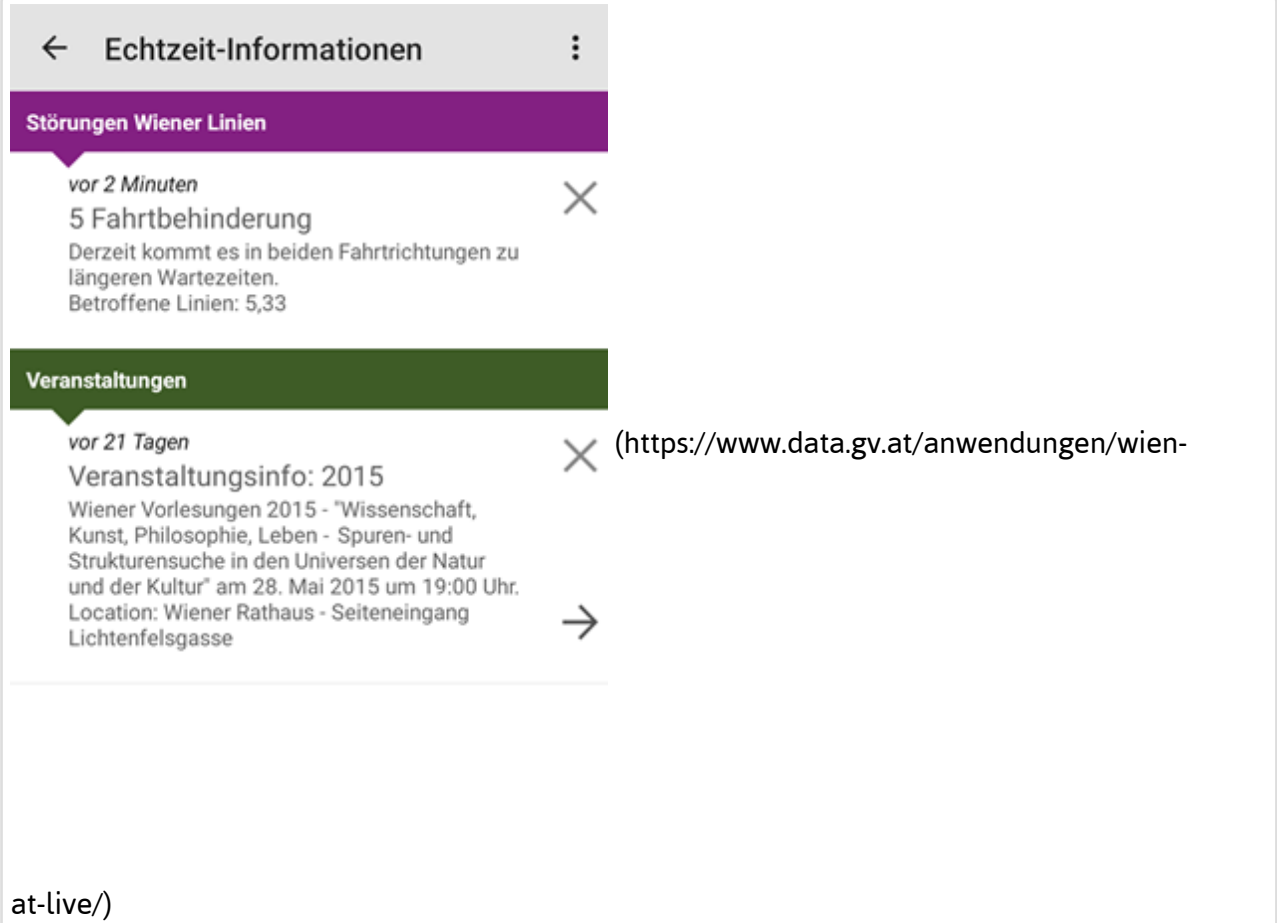 Echtzeit-Informationen
Störungen Wiener Linien
vor 2 Minuten
5 Fahrtbehinderung
Derzeit kommt es in beiden Fahrtrichtungen zu
längeren Wartezeiten.
Betroffene Linien: 5,33
Veranstaltungen
vor 21 Tagen
Veranstaltungsinfo: 2015
Wiener Vorlesungen 2015 - "Wissenschaft,
Kunst, Philosophie, Leben - Spuren- und
Strukturensuche in den Universen der Natur
und der Kultur" am 28. Mai 2015 um 19:00 Uhr.
Location: Wiener Rathaus - Seiteneingang
Lichtenfelsgasse
(https://www.data.gv.at/anwendungen/wien-
at-live/)